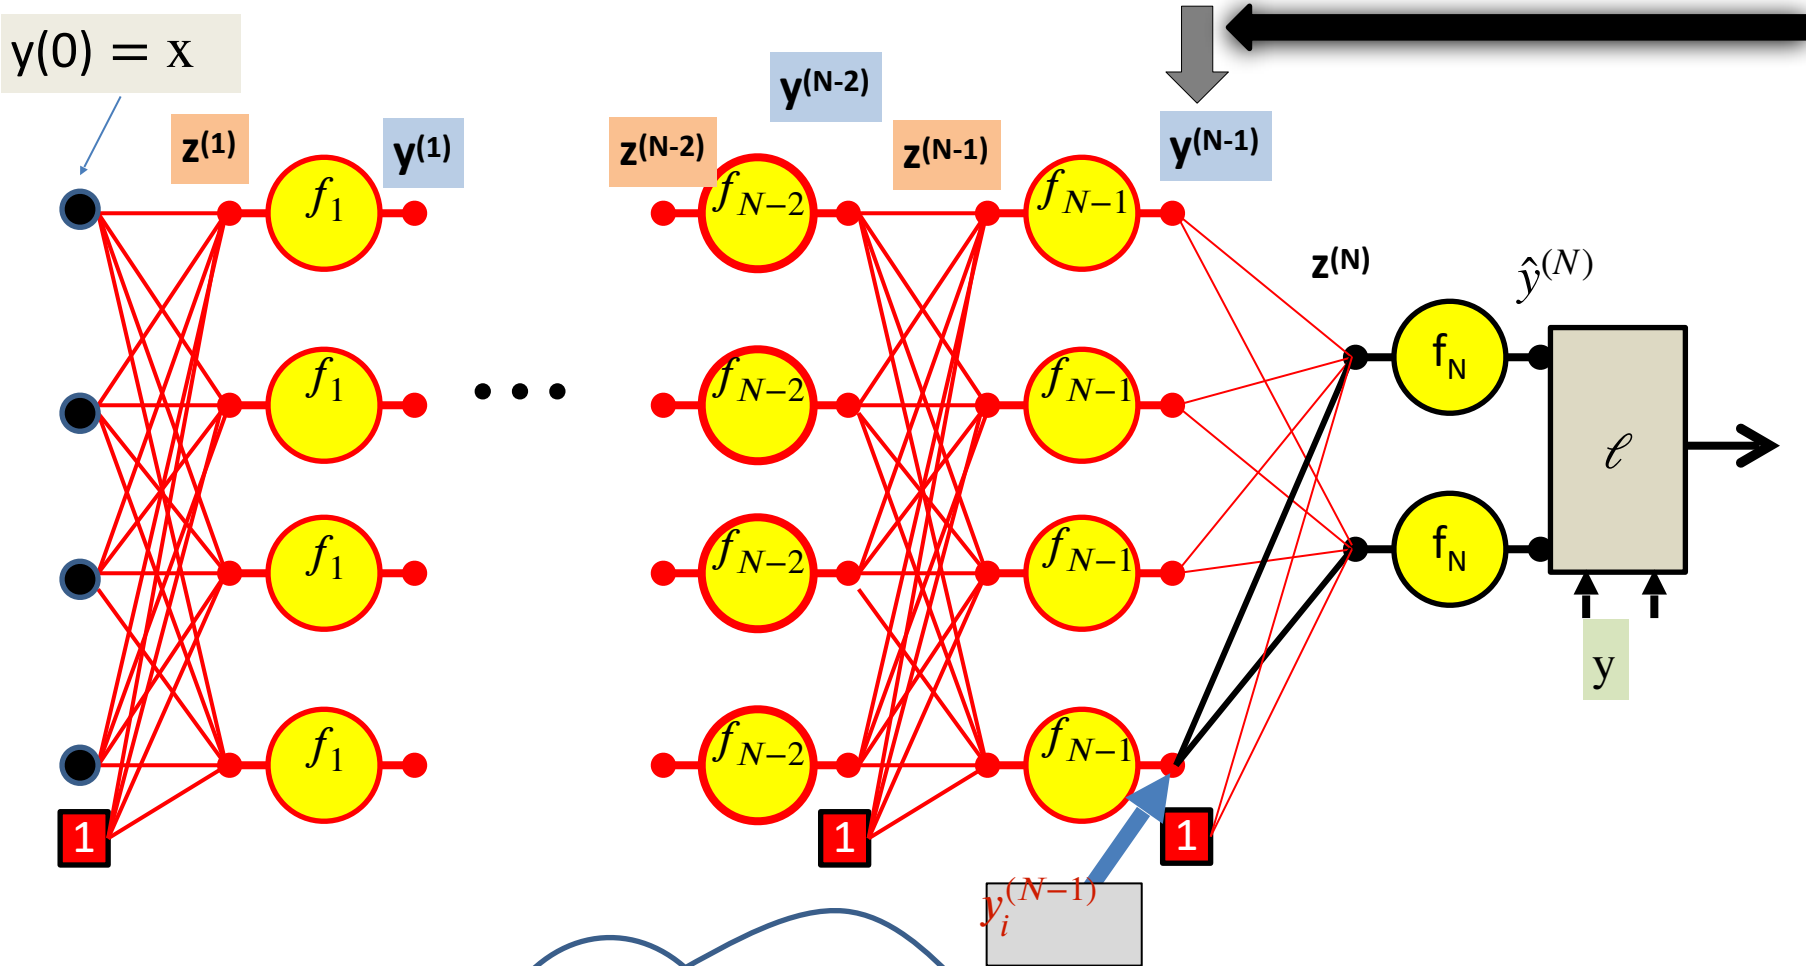 y(0) = x
z(1) y(1) z(N-2) y(N-2) z(N-1) y(N-1)
f1 fN−2 fN−1
z(N) ŷ(N)
fN
f1 fN−2 fN−1
ℓ
f1 fN−2 fN−1
fN
y
f1 fN−2 fN−1
1 1 1
yi(N−1)